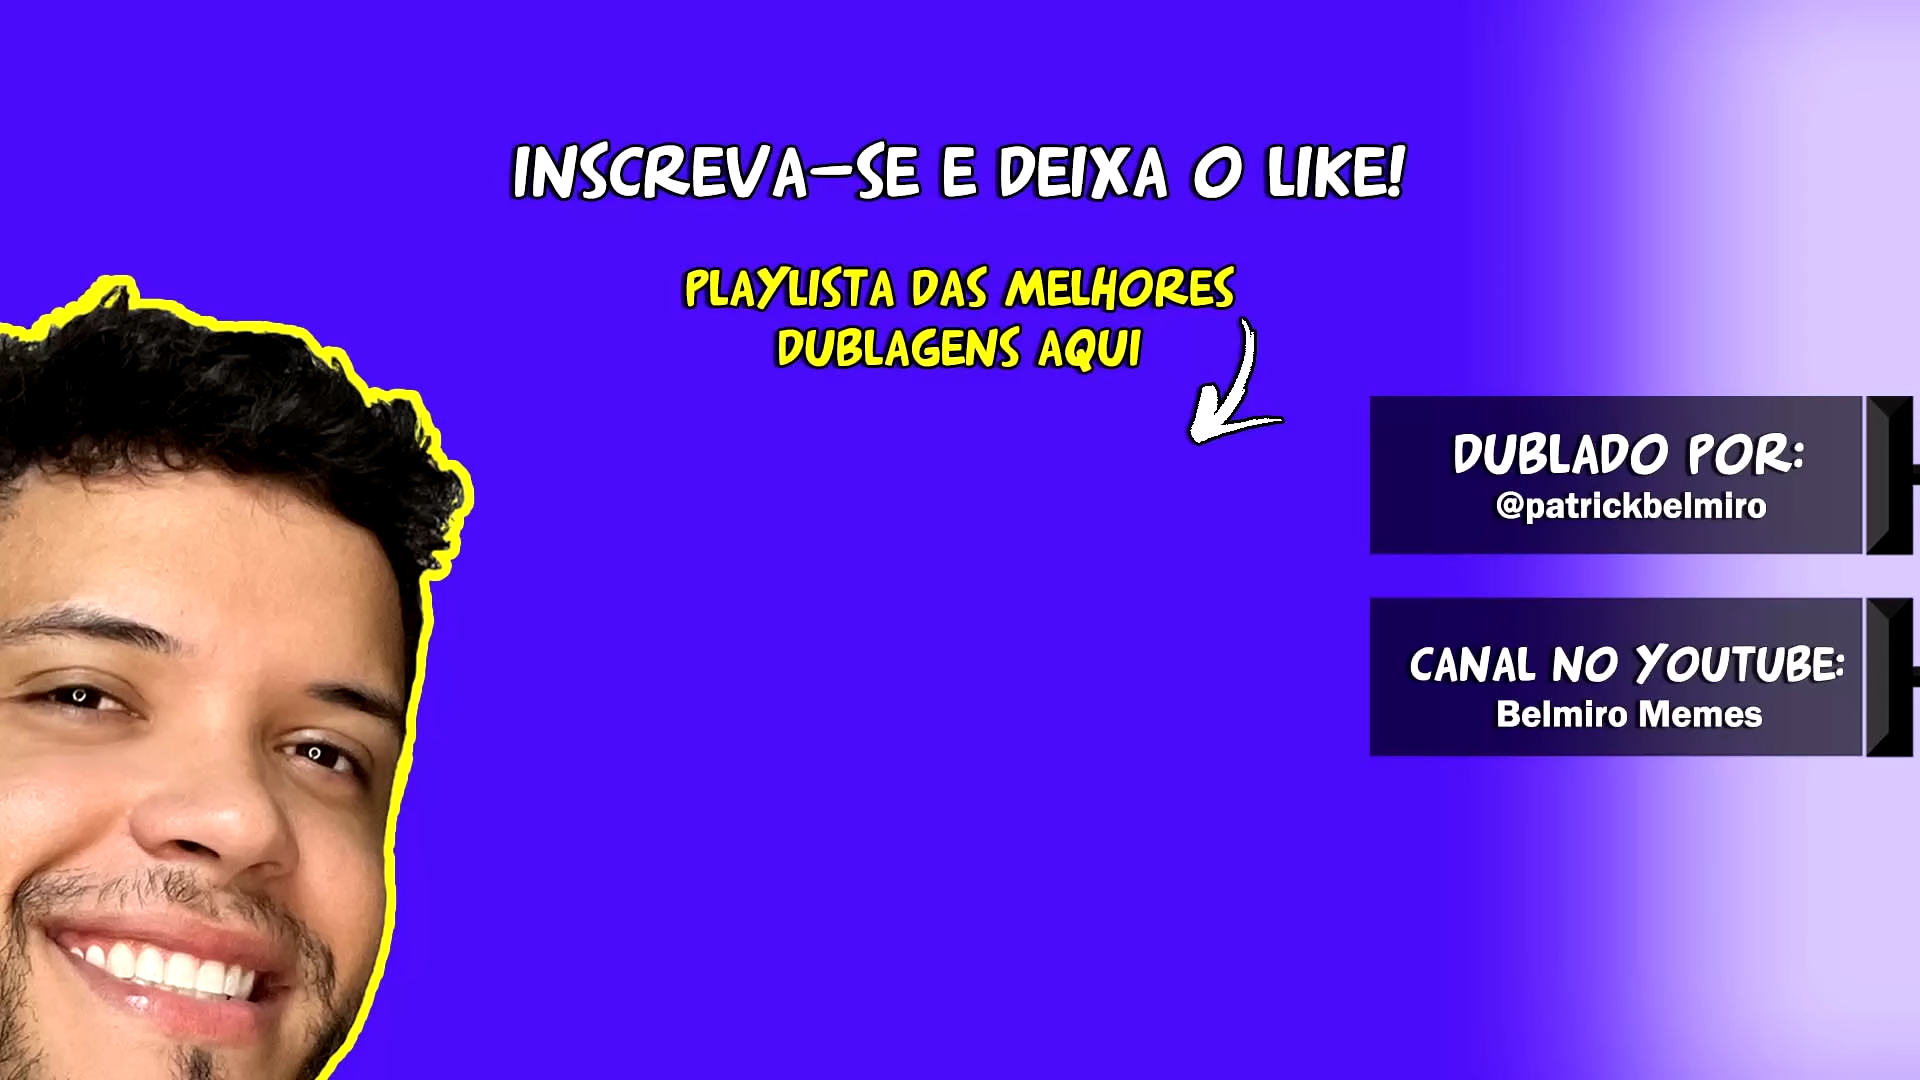 INSCREVA-SE E DEIXA O LIKE!
PLAYLISTA DAS MELHORES
DUBLAGENS AQUI
DUBLADO POR:
@patrickbelmiro
CANAL NO YOUTUBE:
Belmiro Memes